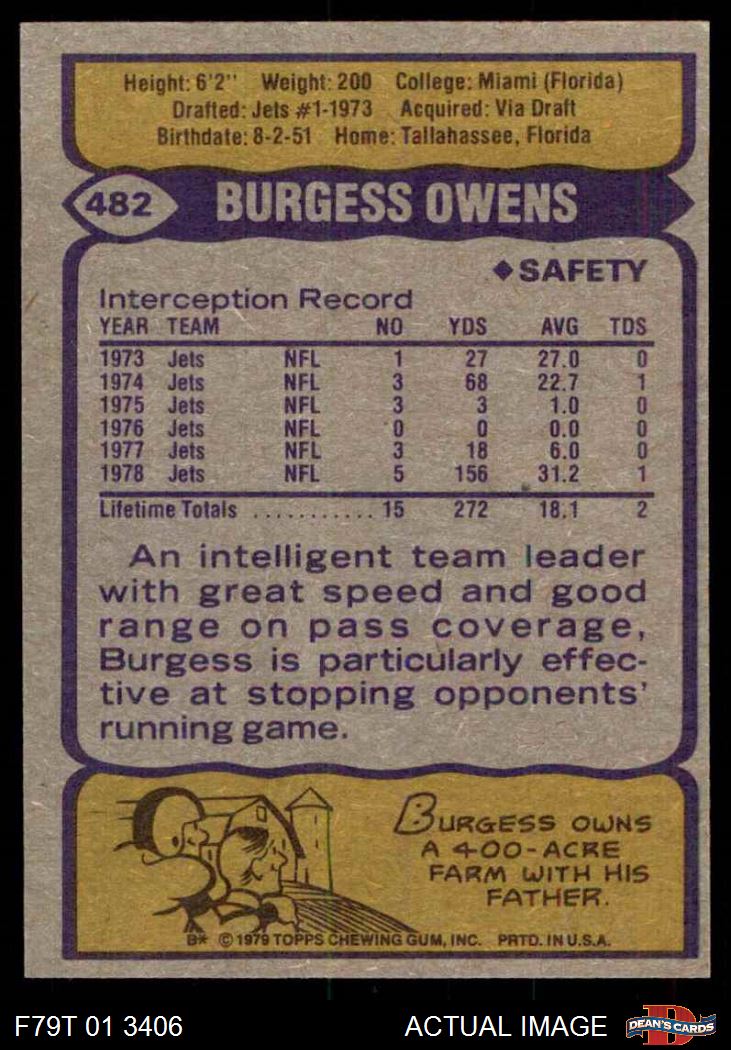 Height: 6'2" Weight: 200 College: Miami (Florida)
Drafted: Jets #1-1973 Acquired: Via Draft
Birthdate: 8-2-51 Home: Tallahassee, Florida
482 BURGESS OWENS
◆SAFETY
Interception Record
YEAR TEAM NO YDS AVG TDS
1973 Jets NFL 1 27 27.0 0
1974 Jets NFL 3 68 22.7 1
1975 Jets NFL 3 3 1.0 0
1976 Jets NFL 0 0 0.0 0
1977 Jets NFL 3 18 6.0 0
1978 Jets NFL 5 156 31.2 1
Lifetime Totals ........... 15 272 18.1 2
An intelligent team leader
with great speed and good
range on pass coverage,
Burgess is particularly effec-
tive at stopping opponents'
running game.
BURGESS OWNS
A 400-ACRE
FARM WITH HIS
FATHER.
B* © 1979 TOPPS CHEWING GUM, INC. PRTD. IN U.S.A.
F79T 01 3406 ACTUAL IMAGE D DEAN'S CARDS